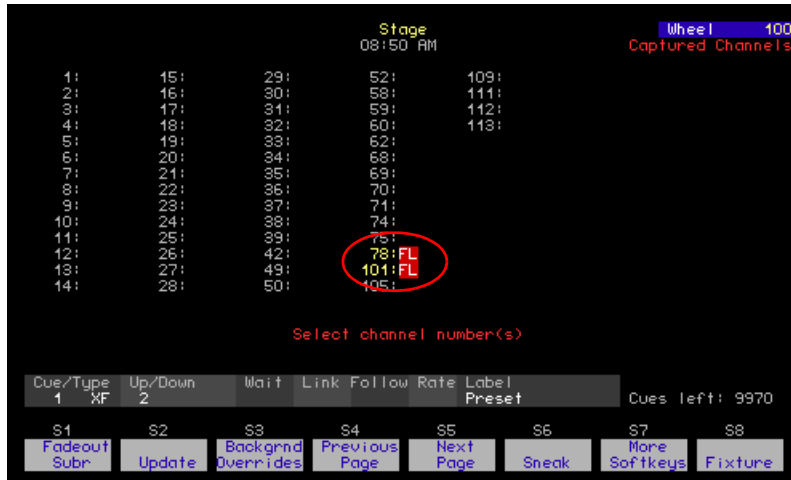 Stage Wheel 100
08:50 AM Captured Channels
1: 15: 29: 52: 109:
2: 16: 30: 58: 111:
3: 17: 31: 59: 112:
4: 18: 32: 60: 113:
5: 19: 33: 62:
6: 20: 34: 68:
7: 21: 35: 69:
8: 22: 36: 70:
9: 23: 37: 71:
10: 24: 38: 74:
11: 25: 39: 75:
12: 26: 42: 78:FL
13: 27: 49: 101:FL
14: 28: 50: 105:
Select channel number(s)
Cue/Type Up/Down Wait Link Follow Rate Label
1 XF 2 Preset Cues left: 9970
S1 S2 S3 S4 S5 S6 S7 S8
Fadeout Backgrnd Previous Next More
Subr Update Overrides Page Page Sneak Softkeys Fixture